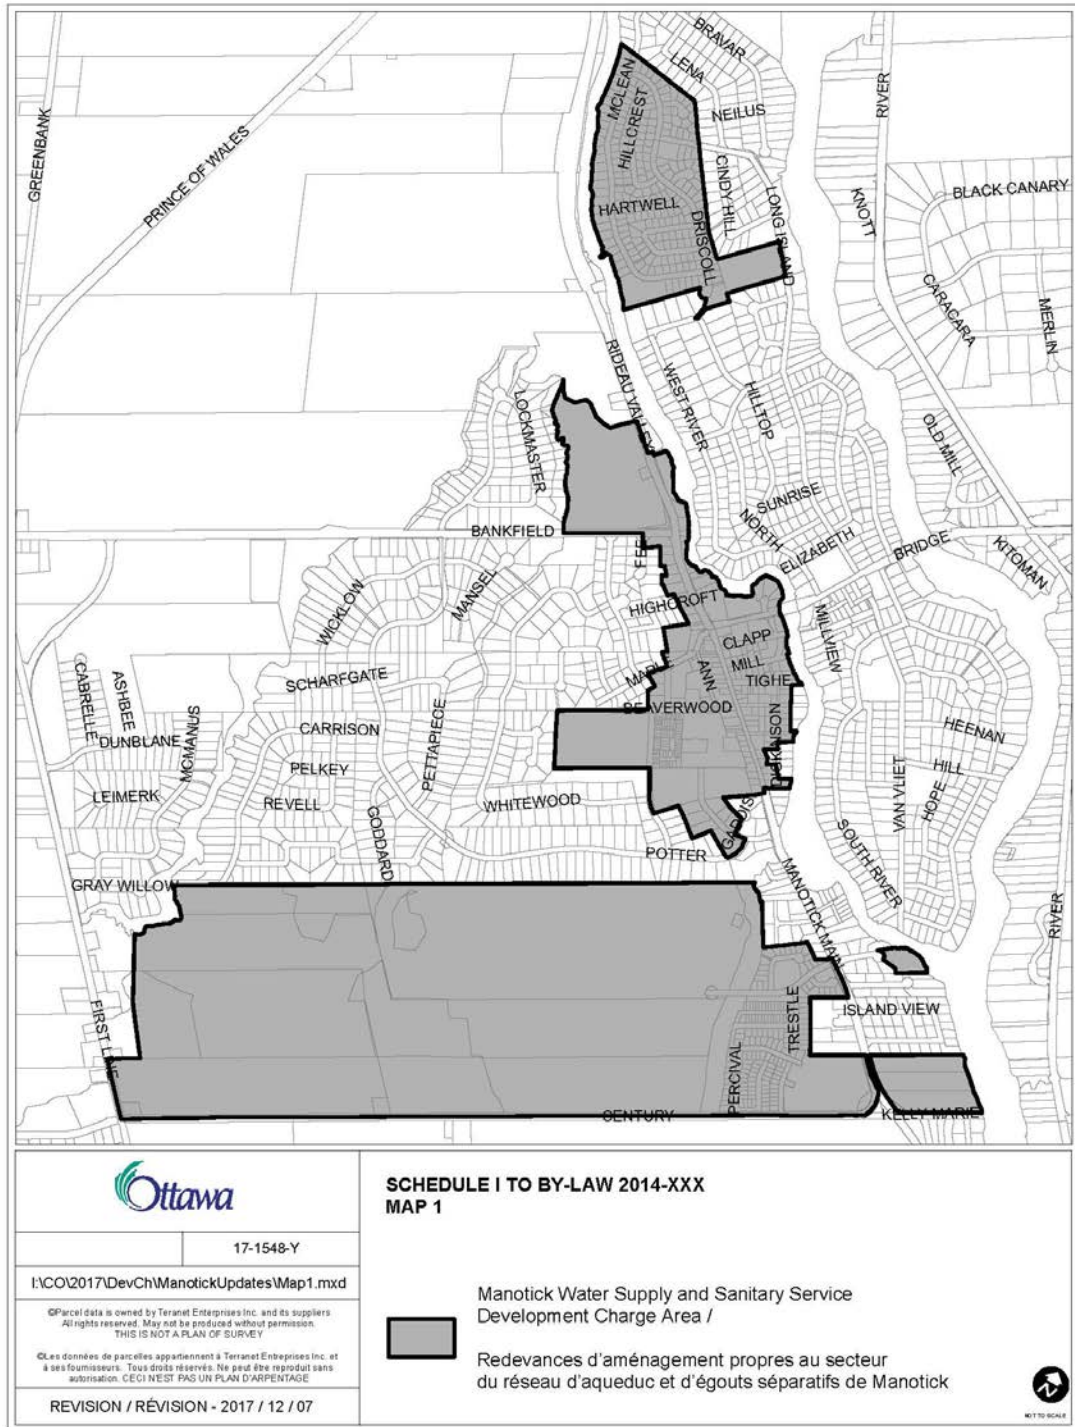 BRAVAR
LENA
MCLEAN
HILLCREST
NEILUS
RIVER
GREENBANK
PRINCE OF WALES
CINDY HILL
LONG ISLAND
KNOTT
BLACK CANARY
HARTWELL
DRISCOLL
CARACARA
MERLIN
RIDEAU VALLEY
WEST RIVER
HILLTOP
LOCKMASTER
OLD MILL
SUNRISE
NORTH
BANKFIELD
ELIZABETH
BRIDGE
KITOMAN
FEE
MANSEL
WICKLOW
HIGHCROFT
CLAPP
MILLVIEW
MILL
ANN
TIGHE
SCHARFGATE
CABRELLE
ASHBEE
BEAVERWOOD
MCMANUS
CARRISON
PETTAPIECE
DICKINSON
HEENAN
DUNBLANE
PELKEY
HILL
VAN VLIET
HOPE
LEIMERK
REVELL
WHITEWOOD
GODDARD
GADDIS
SOUTH RIVER
POTTER
GRAY WILLOW
MANOTICK MAIN
RIVER
FIRST LINE
TRESTLE
ISLAND VIEW
PERCIVAL
CENTURY
KELLY MARIE
Ottawa
17-1548-Y
I:\CO\2017\DevCh\ManotickUpdates\Map1.mxd
©Parcel data is owned by Teranet Enterprises Inc. and its suppliers
All rights reserved. May not be produced without permission.
THIS IS NOT A PLAN OF SURVEY
©Les données de parcelles appartiennent à Terranet Entreprises Inc. et
à ses fournisseurs. Tous droits réservés. Ne peut être reproduit sans
autorisation. CECI N'EST PAS UN PLAN D'ARPENTAGE
REVISION / RÉVISION - 2017 / 12 / 07
SCHEDULE I TO BY-LAW 2014-XXX
MAP 1
Manotick Water Supply and Sanitary Service
Development Charge Area /
Redevances d'aménagement propres au secteur
du réseau d'aqueduc et d'égouts séparatifs de Manotick
NOT TO SCALE